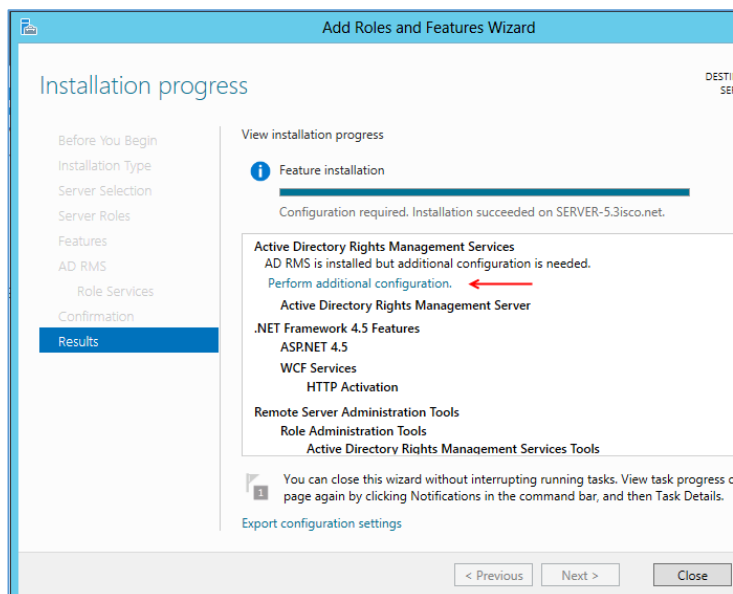 Add Roles and Features Wizard
Installation progress
Before You Begin
Installation Type
Server Selection
Server Roles
Features
AD RMS
Role Services
Confirmation
Results
View installation progress
Feature installation
Configuration required. Installation succeeded on SERVER-5.3isco.net.
Active Directory Rights Management Services
AD RMS is installed but additional configuration is needed.
Perform additional configuration.
Active Directory Rights Management Server
.NET Framework 4.5 Features
ASP.NET 4.5
WCF Services
HTTP Activation
Remote Server Administration Tools
Role Administration Tools
Active Directory Rights Management Services Tools
1
You can close this wizard without interrupting running tasks. View task progress
page again by clicking Notifications in the command bar, and then Task Details.
Export configuration settings
< Previous
Next >
Close